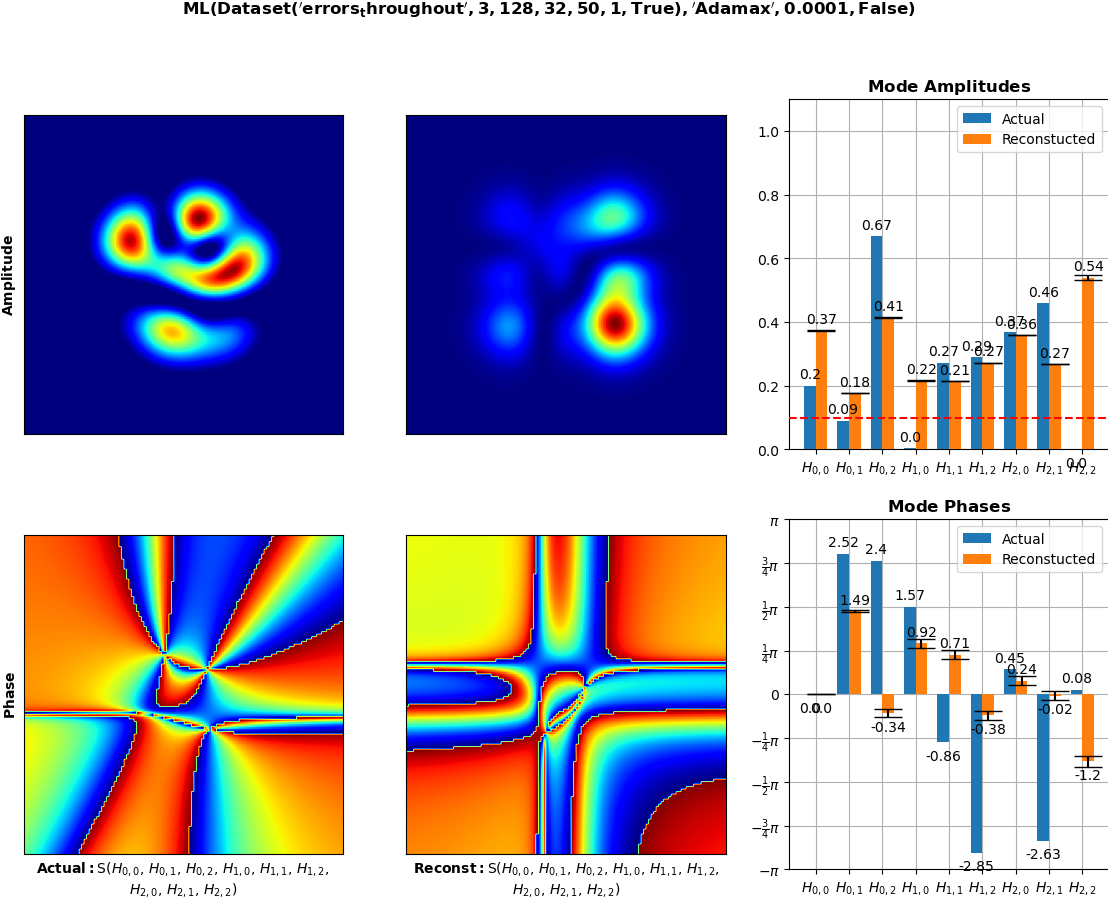 ML(Dataset('errors_throughout', 3, 128, 32, 50, 1, True), 'Adamax', 0.0001, False)
Mode Amplitudes
Amplitude
Actual
Reconstucted
1.0
0.8
0.6
0.4
0.2
0.0
0.2
0.37
0.09
0.18
0.67
0.41
0.0
0.22
0.27
0.21
0.29
0.27
0.37
0.36
0.46
0.27
0.0
0.54
H0,0 H0,1 H0,2 H1,0 H1,1 H1,2 H2,0 H2,1 H2,2
Mode Phases
Phase
Actual
Reconstucted
π
3/4π
1/2π
1/4π
0
−1/4π
−1/2π
−3/4π
−π
0.0
0.0
2.52
1.49
2.4
-0.34
1.57
0.92
-0.86
0.71
-2.85
-0.38
0.45
0.24
-2.63
-0.02
0.08
-1.2
H0,0 H0,1 H0,2 H1,0 H1,1 H1,2 H2,0 H2,1 H2,2
Actual: S(H0,0, H0,1, H0,2, H1,0, H1,1, H1,2,
H2,0, H2,1, H2,2)
Reconst: S(H0,0, H0,1, H0,2, H1,0, H1,1, H1,2,
H2,0, H2,1, H2,2)